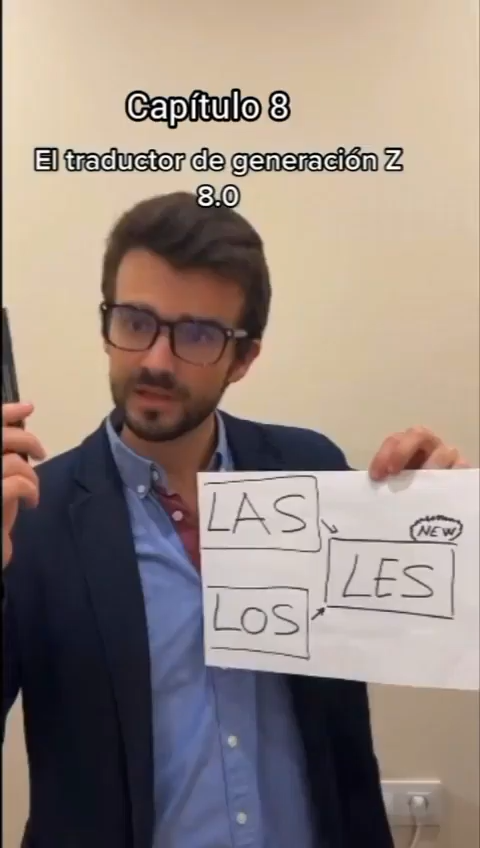 Capítulo 8
El traductor de generación Z
8.0
LAS
NEW
LES
LOS